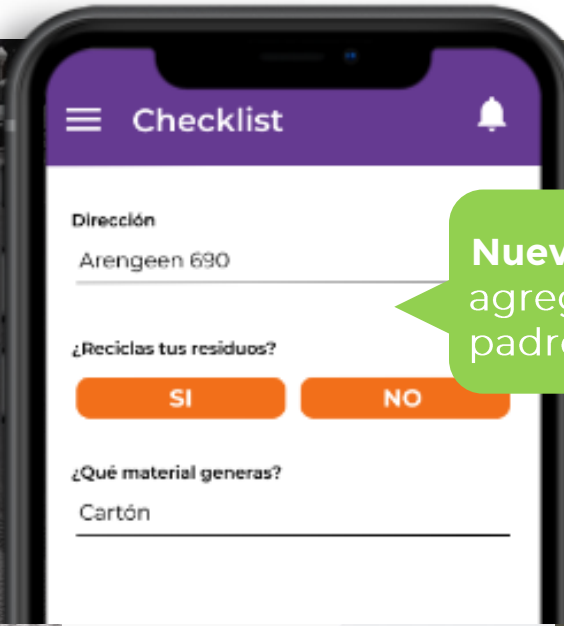 Checklist
Dirección
Arengeen 690
¿Reciclas tus residuos?
SI
NO
¿Qué material generas?
Cartón